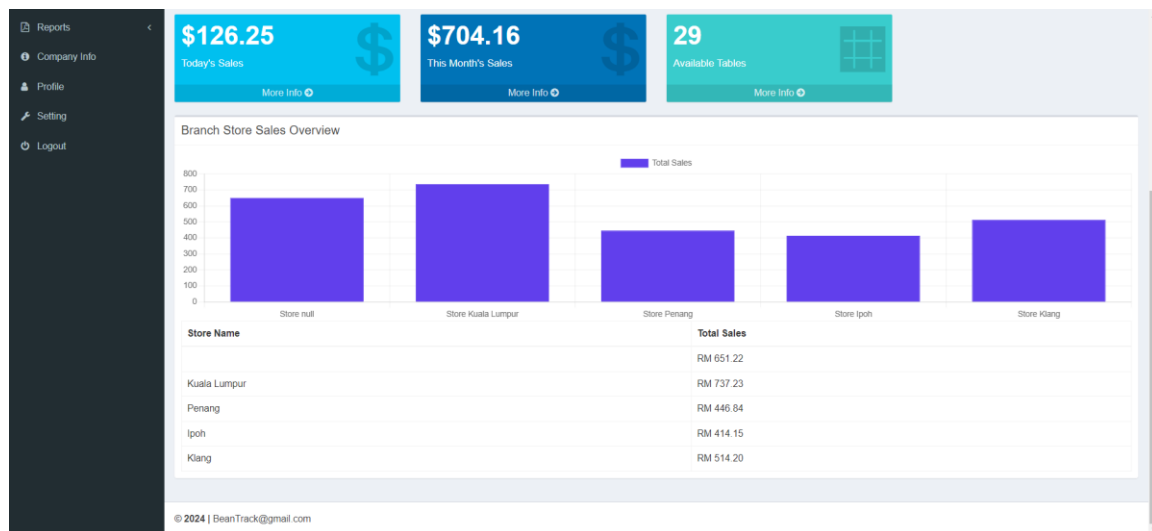 Reports
Company Info
Profile
Setting
Logout
$126.25
Today's Sales
More Info
$
$704.16
This Month's Sales
More Info
$
29
Available Tables
More Info
Branch Store Sales Overview
Total Sales
800
700
600
500
400
300
200
100
0
Store null Store Kuala Lumpur Store Penang Store Ipoh Store Klang
Store Name Total Sales
RM 651.22
Kuala Lumpur RM 737.23
Penang RM 446.84
Ipoh RM 414.15
Klang RM 514.20
© 2024 | BeanTrack@gmail.com